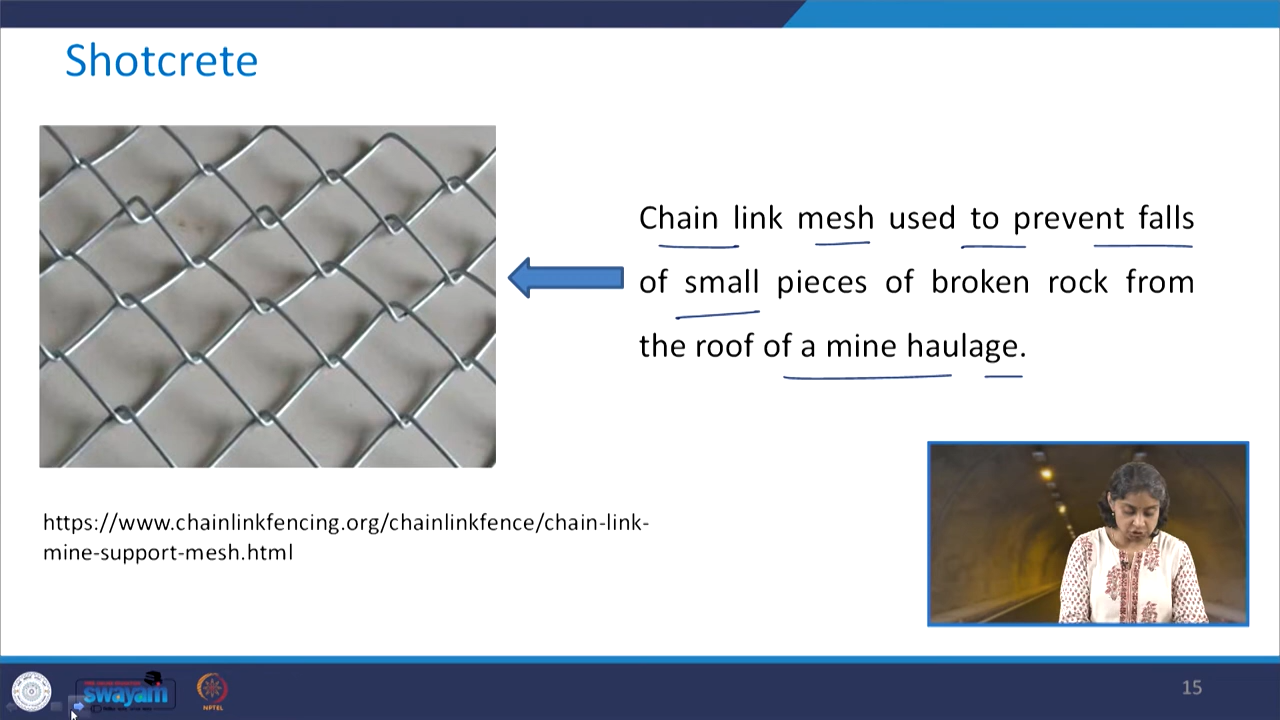 Shotcrete
Chain link mesh used to prevent falls
of small pieces of broken rock from
the roof of a mine haulage.
https://www.chainlinkfencing.org/chainlinkfence/chain-link-
mine-support-mesh.html
swayam
NPTEL
15